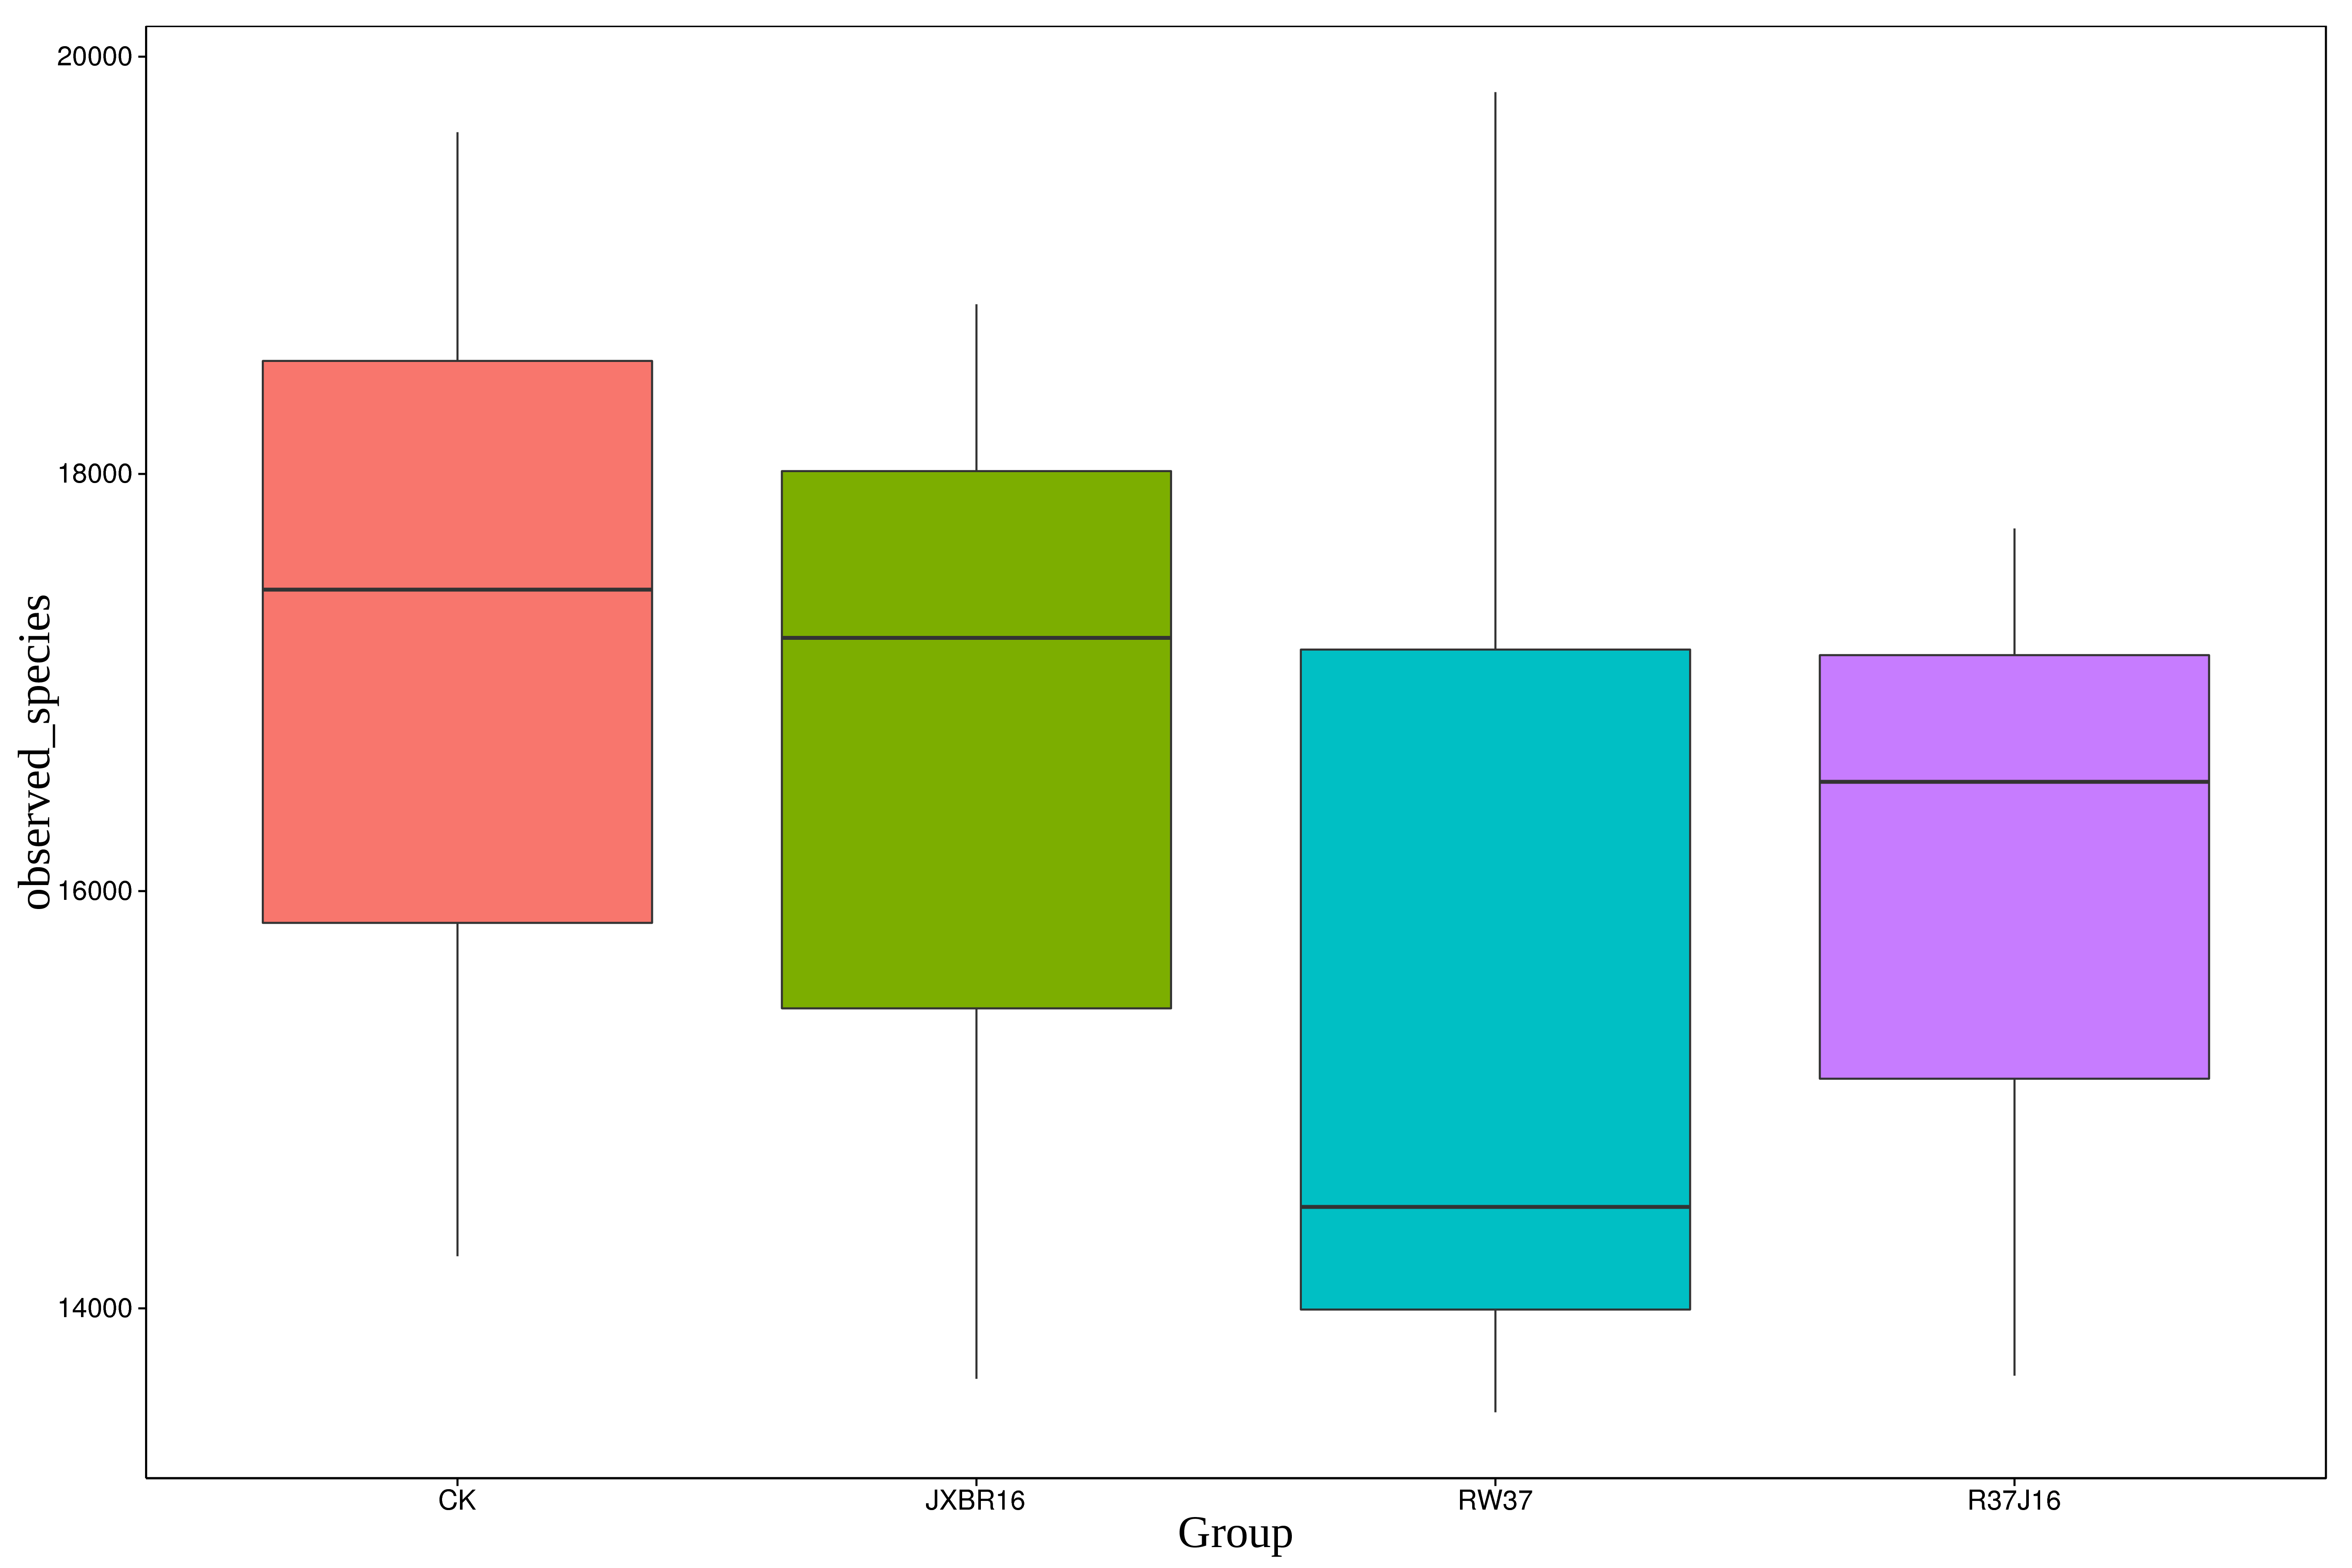 observed_species
20000
18000
16000
14000
CK JXBR16 RW37 R37J16
Group